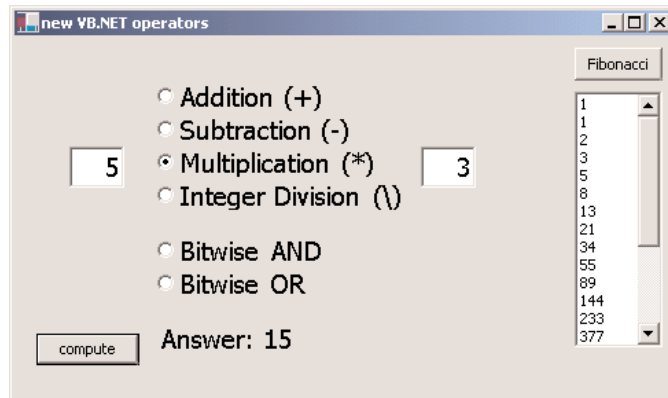 new VB.NET operators
Fibonacci
Addition (+)
Subtraction (-)
5
Multiplication (*)
3
Integer Division (\)
Bitwise AND
Bitwise OR
compute
Answer: 15
1
1
2
3
5
8
13
21
34
55
89
144
233
377